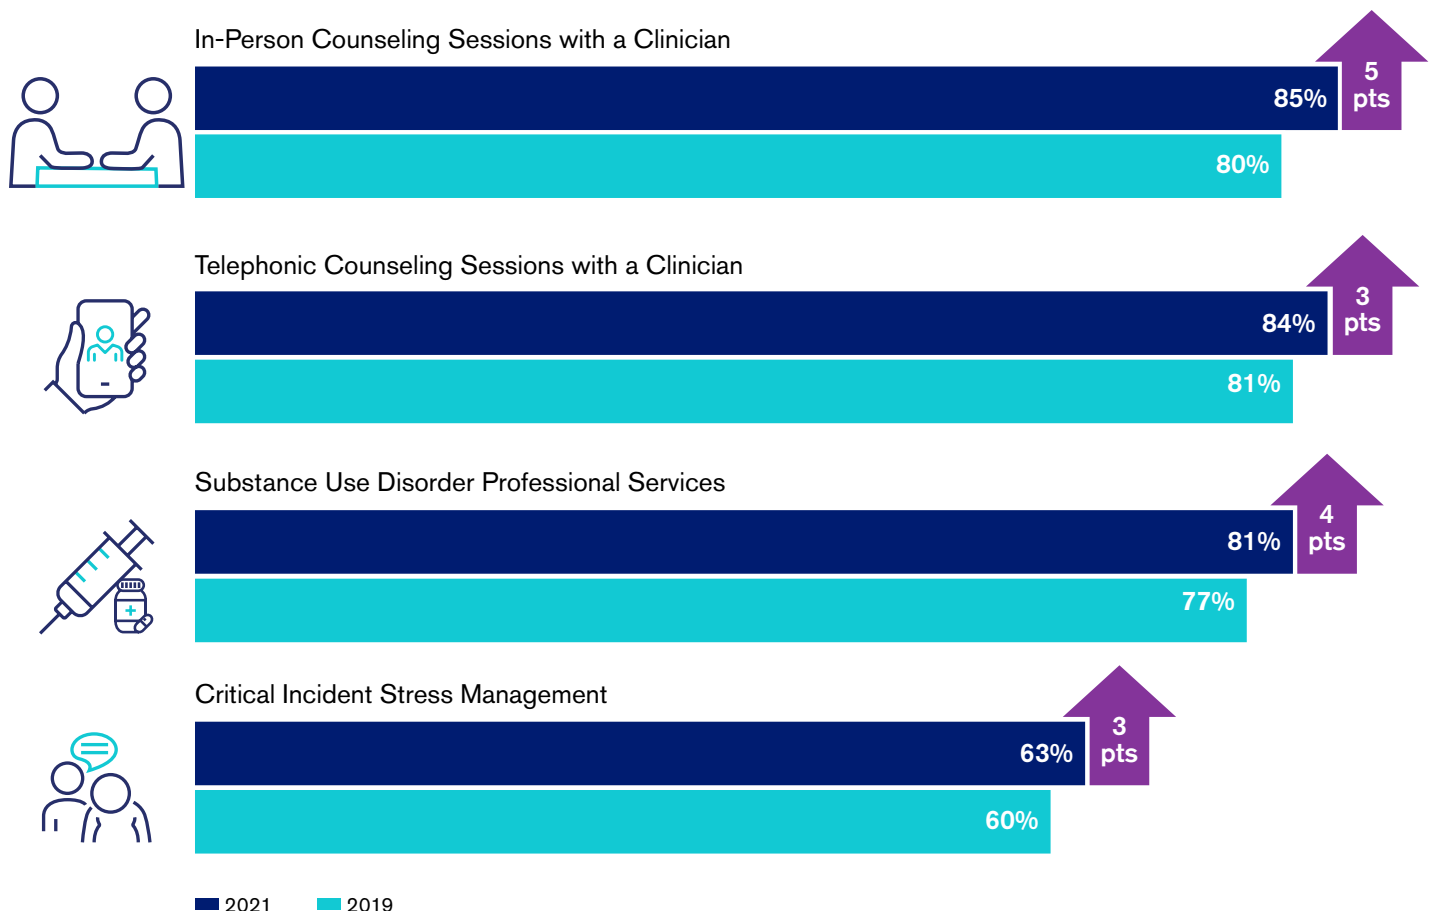 In-Person Counseling Sessions with a Clinician
85%
5
pts
80%
Telephonic Counseling Sessions with a Clinician
84%
3
pts
81%
Substance Use Disorder Professional Services
81%
4
pts
77%
Critical Incident Stress Management
63%
3
pts
60%
2021 2019